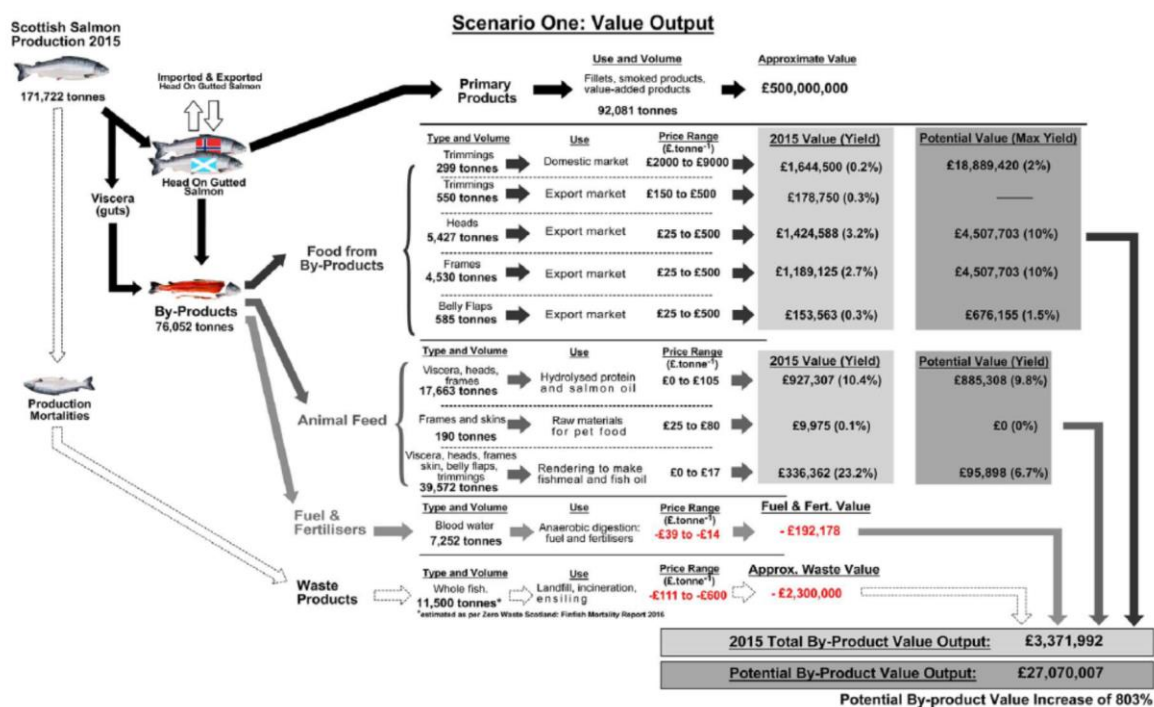 Scenario One: Value Output
Scottish Salmon
Production 2015
171,722 tonnes
Imported & Exported
Head On Gutted Salmon
Head On Gutted
Salmon
Viscera
(guts)
By-Products
76,052 tonnes
Production
Mortalities
Primary
Products
Use and Volume
Fillets, smoked products,
value-added products
92,081 tonnes
Approximate Value
£500,000,000
Food from
By-Products
Type and Volume Use Price Range (£.tonne⁻¹) 2015 Value (Yield) Potential Value (Max Yield)
Trimmings
299 tonnes Domestic market £2000 to £9000 £1,644,500 (0.2%) £18,889,420 (2%)
Trimmings
550 tonnes Export market £150 to £500 £178,750 (0.3%)
Heads
5,427 tonnes Export market £25 to £500 £1,424,588 (3.2%) £4,507,703 (10%)
Frames
4,530 tonnes Export market £25 to £500 £1,189,125 (2.7%) £4,507,703 (10%)
Belly Flaps
585 tonnes Export market £25 to £500 £153,563 (0.3%) £676,155 (1.5%)
Animal Feed
Type and Volume Use Price Range (£.tonne⁻¹) 2015 Value (Yield) Potential Value (Yield)
Viscera, heads,
frames
17,663 tonnes
Hydrolysed protein
and salmon oil
£0 to £105 £927,307 (10.4%) £885,308 (9.8%)
Frames and skins
190 tonnes
Raw materials
for pet food
£25 to £80 £9,975 (0.1%) £0 (0%)
Viscera, heads, frames
skin, belly flaps,
trimmings
39,572 tonnes
Rendering to make
fishmeal and fish oil
£0 to £17 £336,362 (23.2%) £95,898 (6.7%)
Fuel &
Fertilisers
Type and Volume Use Price Range (£.tonne⁻¹) Fuel & Fert. Value
Blood water
7,252 tonnes
Anaerobic digestion:
fuel and fertilisers
-£39 to -£14 - £192,178
Waste
Products
Type and Volume Use Price Range (£.tonne⁻¹) Approx. Waste Value
Whole fish.
11,500 tonnes*
Landfill, incineration,
ensiling
-£111 to -£600 - £2,300,000
*estimated as per Zero Waste Scotland: Finfish Mortality Report 2016
2015 Total By-Product Value Output: £3,371,992
Potential By-Product Value Output: £27,070,007
Potential By-product Value Increase of 803%